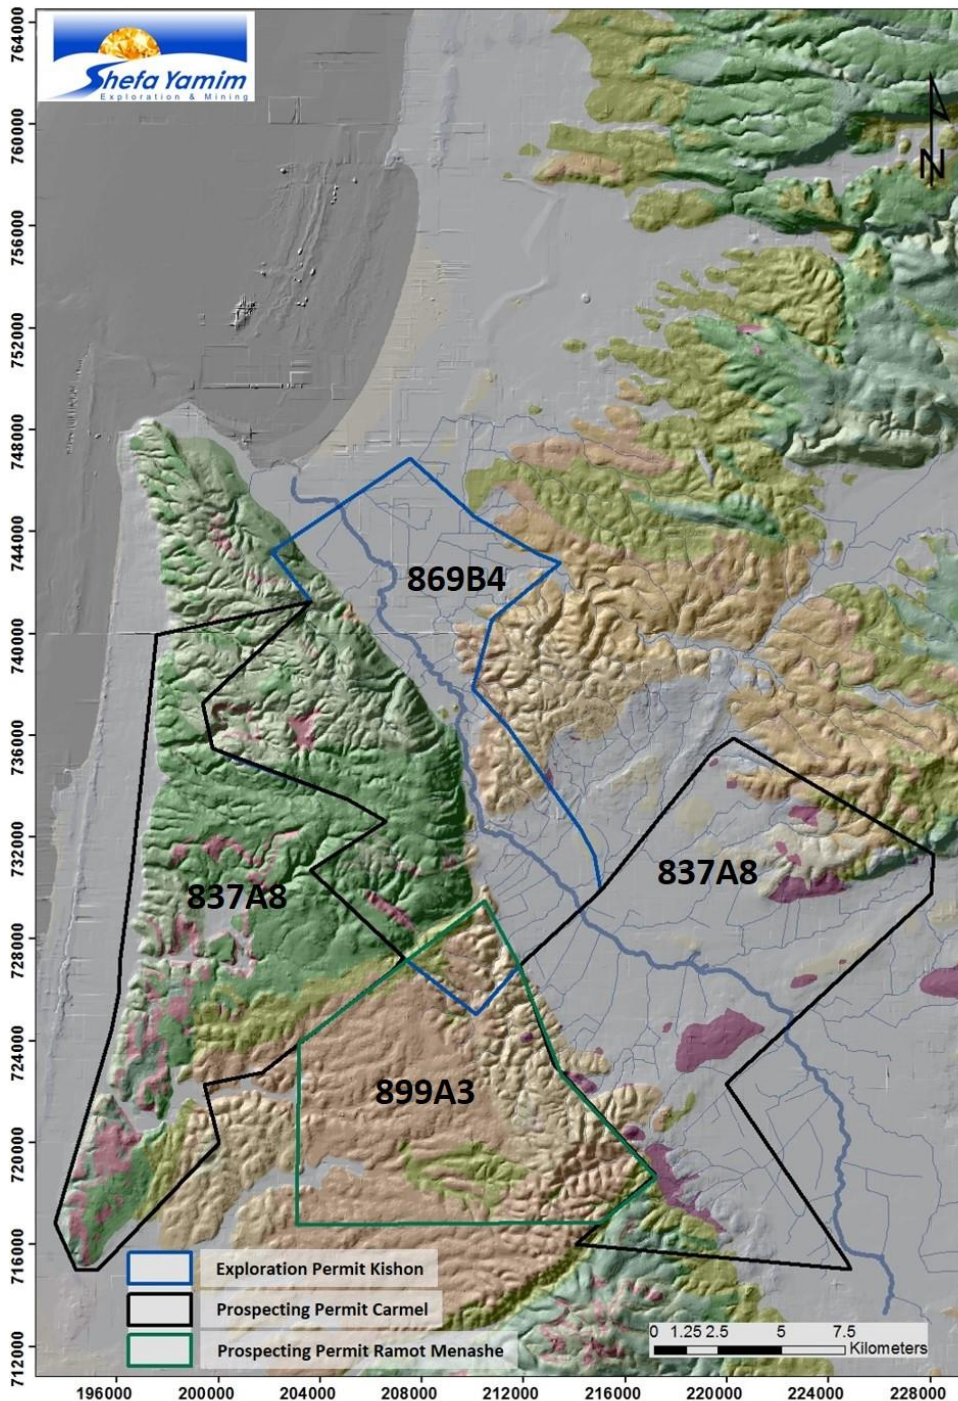 Shefa Yamim
Exploration & Mining
N
764000
760000
756000
752000
748000
744000
740000
736000
732000
728000
724000
720000
716000
712000
869B4
837A8
837A8
899A3
Exploration Permit Kishon
Prospecting Permit Carmel
Prospecting Permit Ramot Menashe
0 1.25 2.5 5 7.5
Kilometers
196000 200000 204000 208000 212000 216000 220000 224000 228000